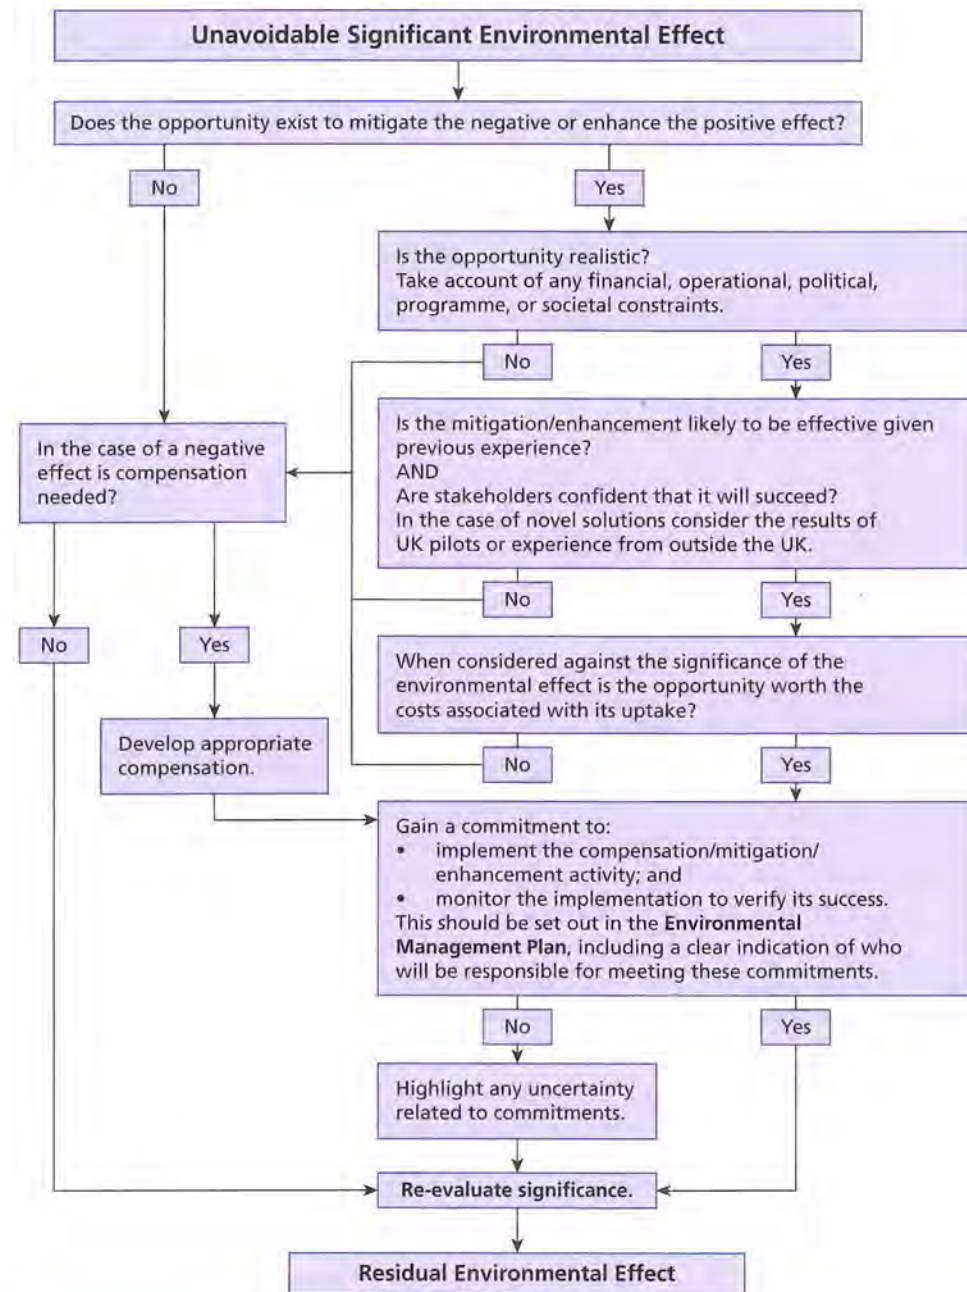 Unavoidable Significant Environmental Effect
Does the opportunity exist to mitigate the negative or enhance the positive effect?
No
Yes
Is the opportunity realistic?
Take account of any financial, operational, political,
programme, or societal constraints.
No
Yes
In the case of a negative
effect is compensation
needed?
Is the mitigation/enhancement likely to be effective given
previous experience?
AND
Are stakeholders confident that it will succeed?
In the case of novel solutions consider the results of
UK pilots or experience from outside the UK.
No
Yes
No
Yes
When considered against the significance of the
environmental effect is the opportunity worth the
costs associated with its uptake?
Develop appropriate
compensation.
No
Yes
Gain a commitment to:
• implement the compensation/mitigation/
enhancement activity; and
• monitor the implementation to verify its success.
This should be set out in the Environmental
Management Plan, including a clear indication of who
will be responsible for meeting these commitments.
No
Yes
Highlight any uncertainty
related to commitments.
Re-evaluate significance.
Residual Environmental Effect